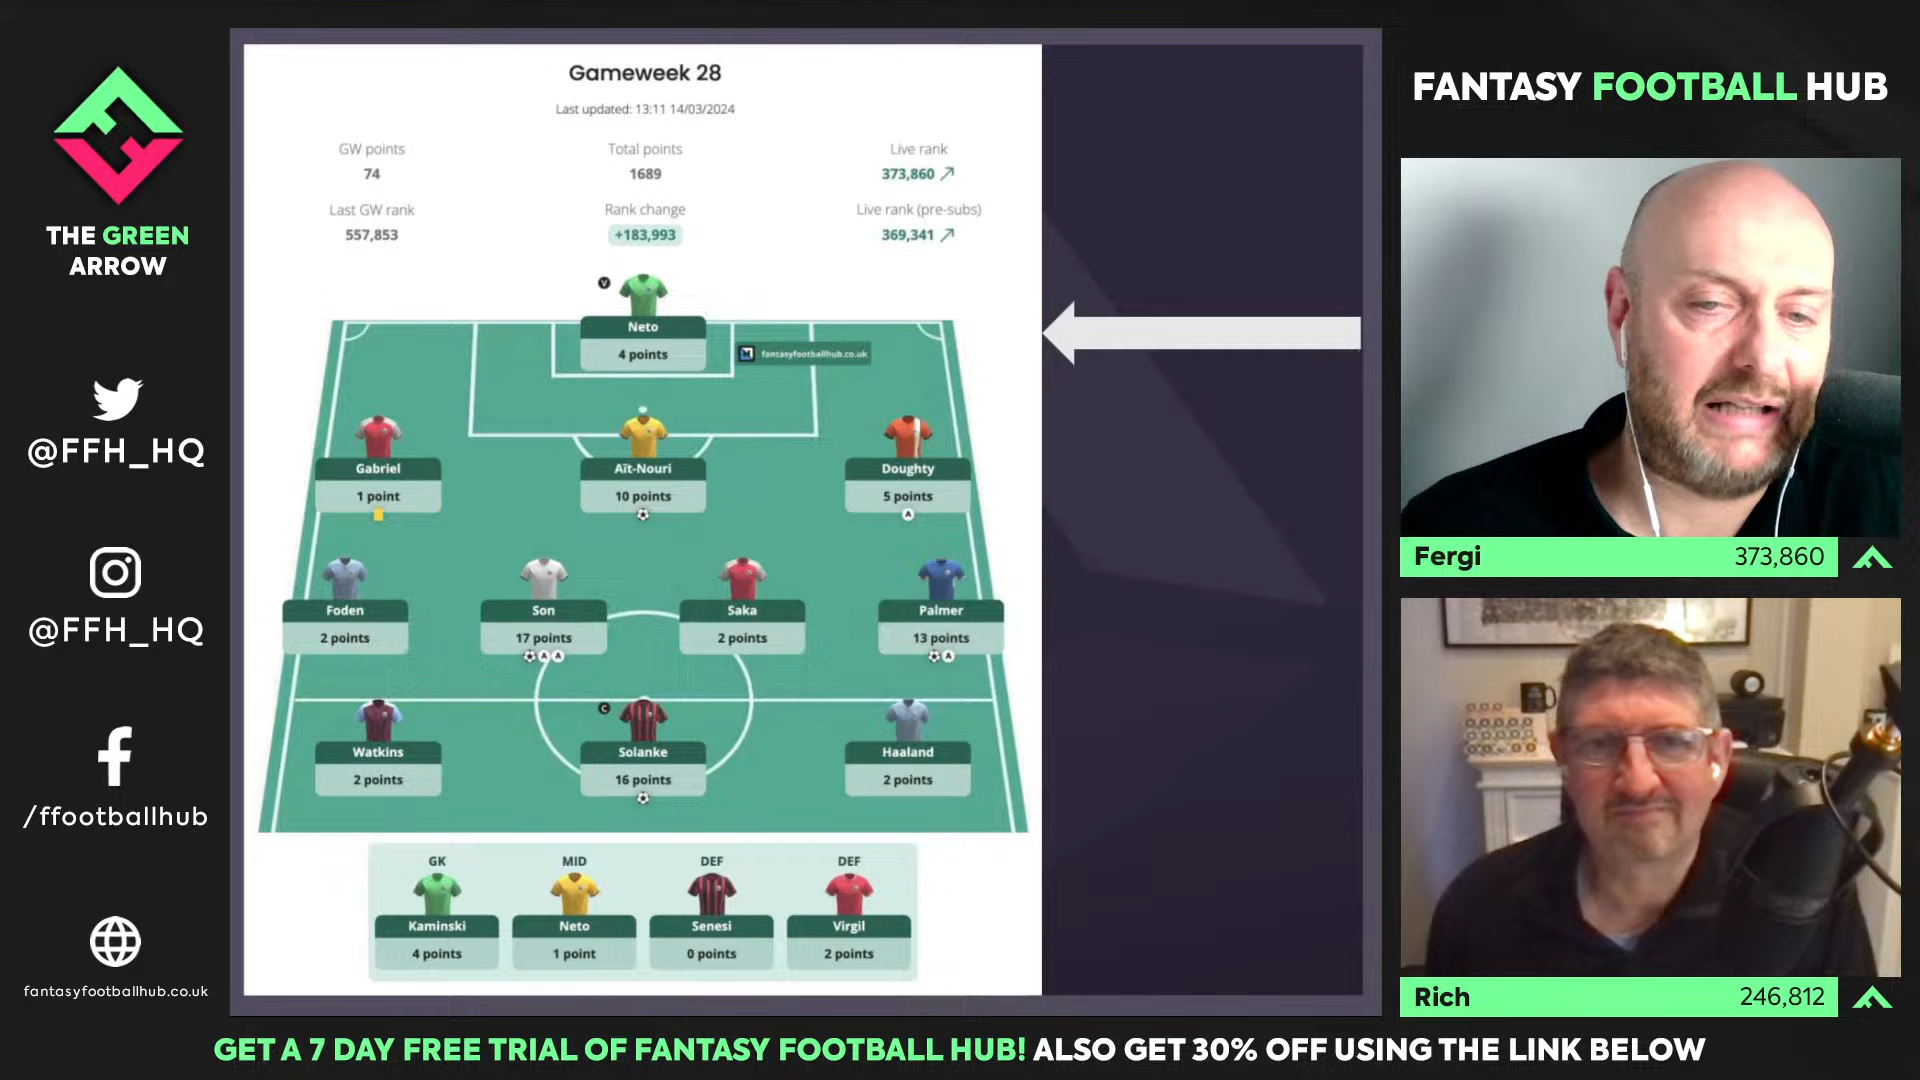 THE GREEN
ARROW
@FFH_HQ
@FFH_HQ
/ffootballhub
fantasyfootballhub.co.uk
Gameweek 28
Last updated: 13:11 14/03/2024
GW points
74
Total points
1689
Live rank
373,860
Last GW rank
557,853
Rank change
+183,993
Live rank (pre-subs)
369,341
V
Neto
4 points
fantasyfootballhub.co.uk
Gabriel
1 point
Aït-Nouri
10 points
Doughty
5 points
A
Foden
2 points
Son
17 points
A A
Saka
2 points
Palmer
13 points
A
Watkins
2 points
C
Solanke
16 points
Haaland
2 points
GK
Kaminski
4 points
MID
Neto
1 point
DEF
Senesi
0 points
DEF
Virgil
2 points
FANTASY FOOTBALL HUB
Fergi 373,860
Rich 246,812
GET A 7 DAY FREE TRIAL OF FANTASY FOOTBALL HUB! ALSO GET 30% OFF USING THE LINK BELOW